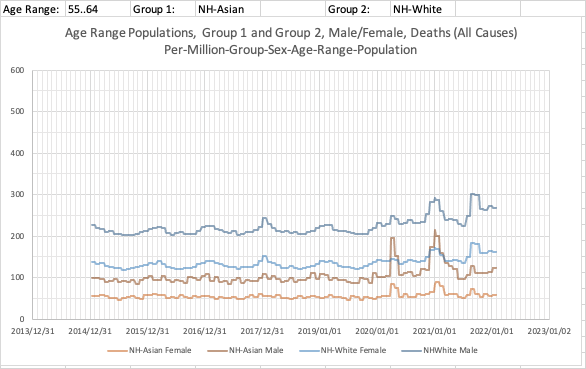 Age Range: 55..64 Group 1: NH-Asian Group 2: NH-White
Age Range Populations, Group 1 and Group 2, Male/Female, Deaths (All Causes)
Per-Million-Group-Sex-Age-Range-Population
600
500
400
300
200
100
0
2013/12/31 2014/12/31 2015/12/31 2016/12/31 2017/12/31 2019/01/01 2020/01/01 2021/01/01 2022/01/01 2023/01/02
NH-Asian Female NH-Asian Male NH-White Female NHWhite Male